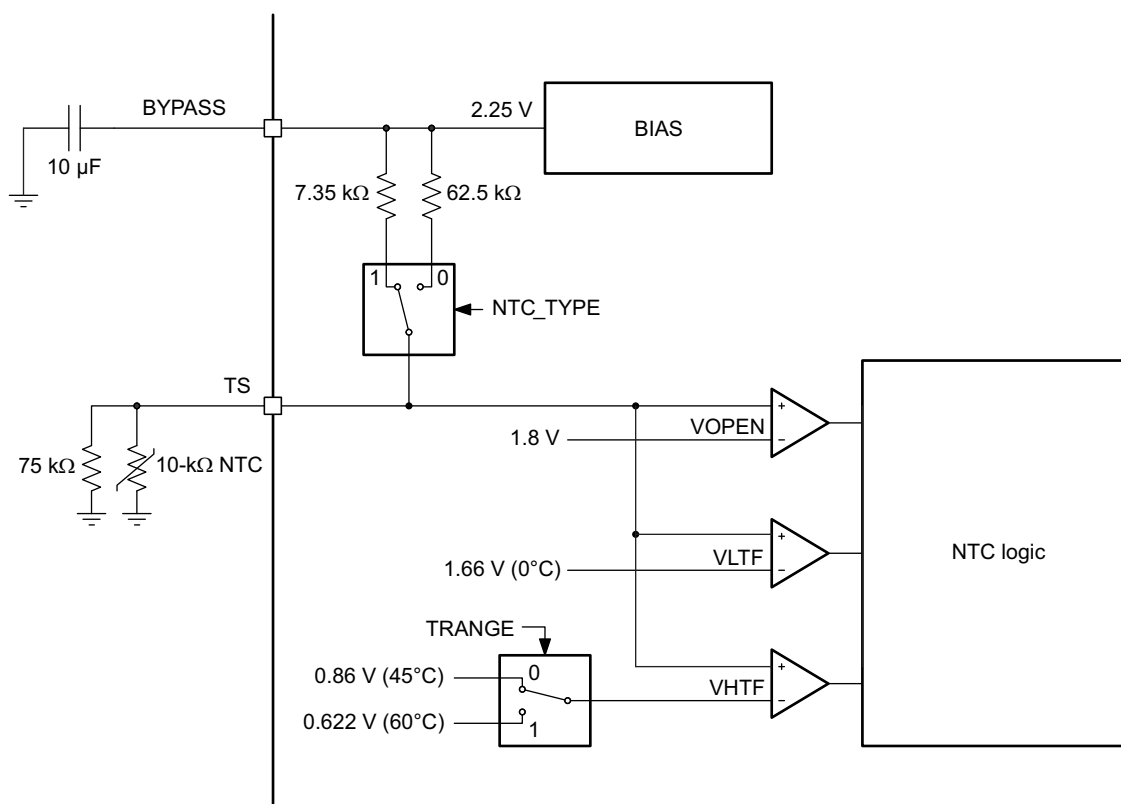 BYPASS
2.25 V
BIAS
10 µF
7.35 kΩ
62.5 kΩ
1
0
NTC_TYPE
TS
+
VOPEN
1.8 V
−
75 kΩ
10-kΩ NTC
+
VLTF
1.66 V (0°C)
−
NTC logic
TRANGE
0.86 V (45°C)
0
+
VHTF
−
0.622 V (60°C)
1